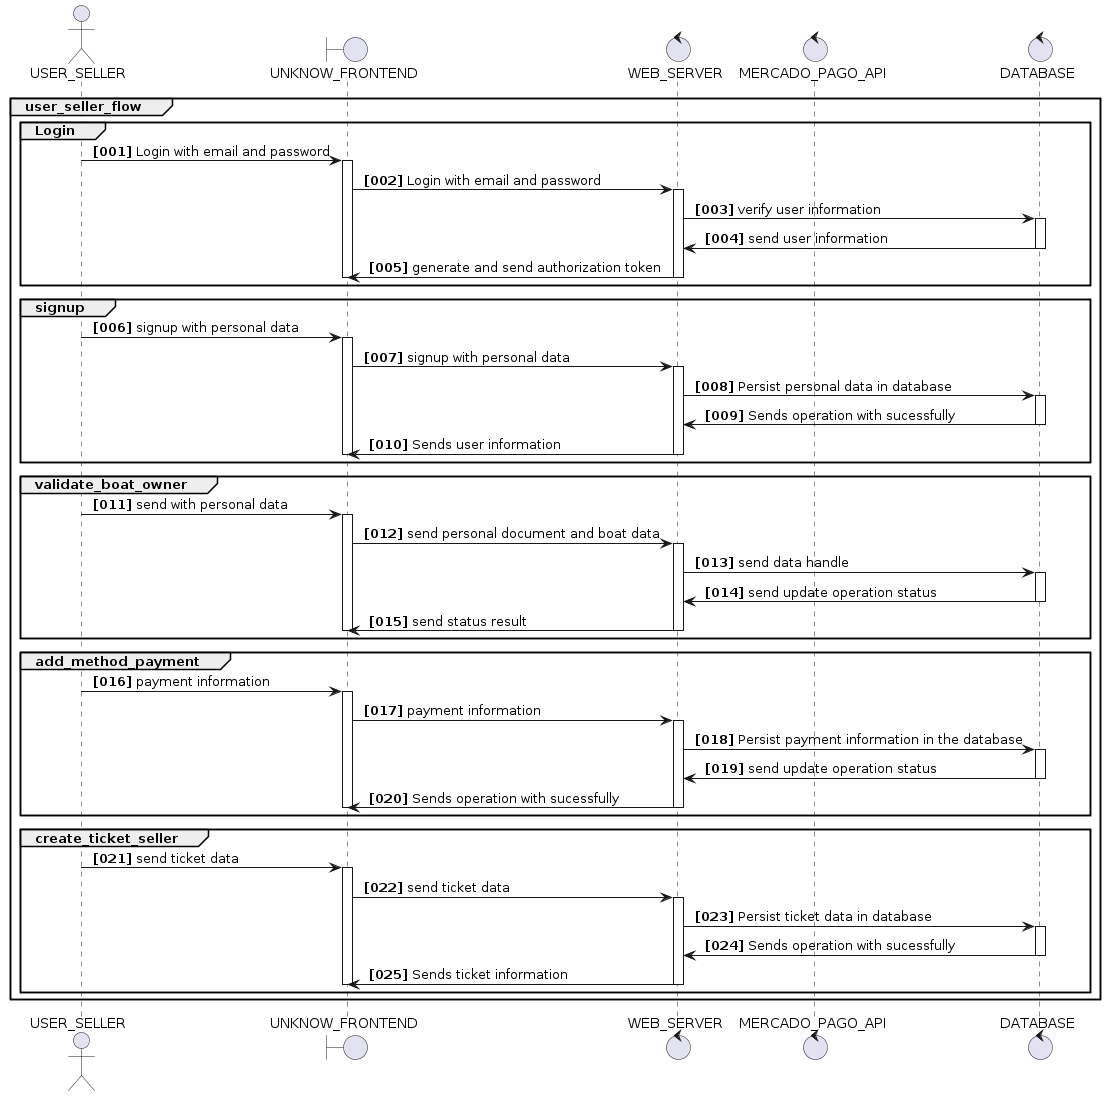 USER_SELLER UNKNOW_FRONTEND WEB_SERVER MERCADO_PAGO_API DATABASE
user_seller_flow
Login
[001] Login with email and password
[002] Login with email and password
[003] verify user information
[004] send user information
[005] generate and send authorization token
signup
[006] signup with personal data
[007] signup with personal data
[008] Persist personal data in database
[009] Sends operation with sucessfully
[010] Sends user information
validate_boat_owner
[011] send with personal data
[012] send personal document and boat data
[013] send data handle
[014] send update operation status
[015] send status result
add_method_payment
[016] payment information
[017] payment information
[018] Persist payment information in the database
[019] send update operation status
[020] Sends operation with sucessfully
create_ticket_seller
[021] send ticket data
[022] send ticket data
[023] Persist ticket data in database
[024] Sends operation with sucessfully
[025] Sends ticket information
USER_SELLER UNKNOW_FRONTEND WEB_SERVER MERCADO_PAGO_API DATABASE